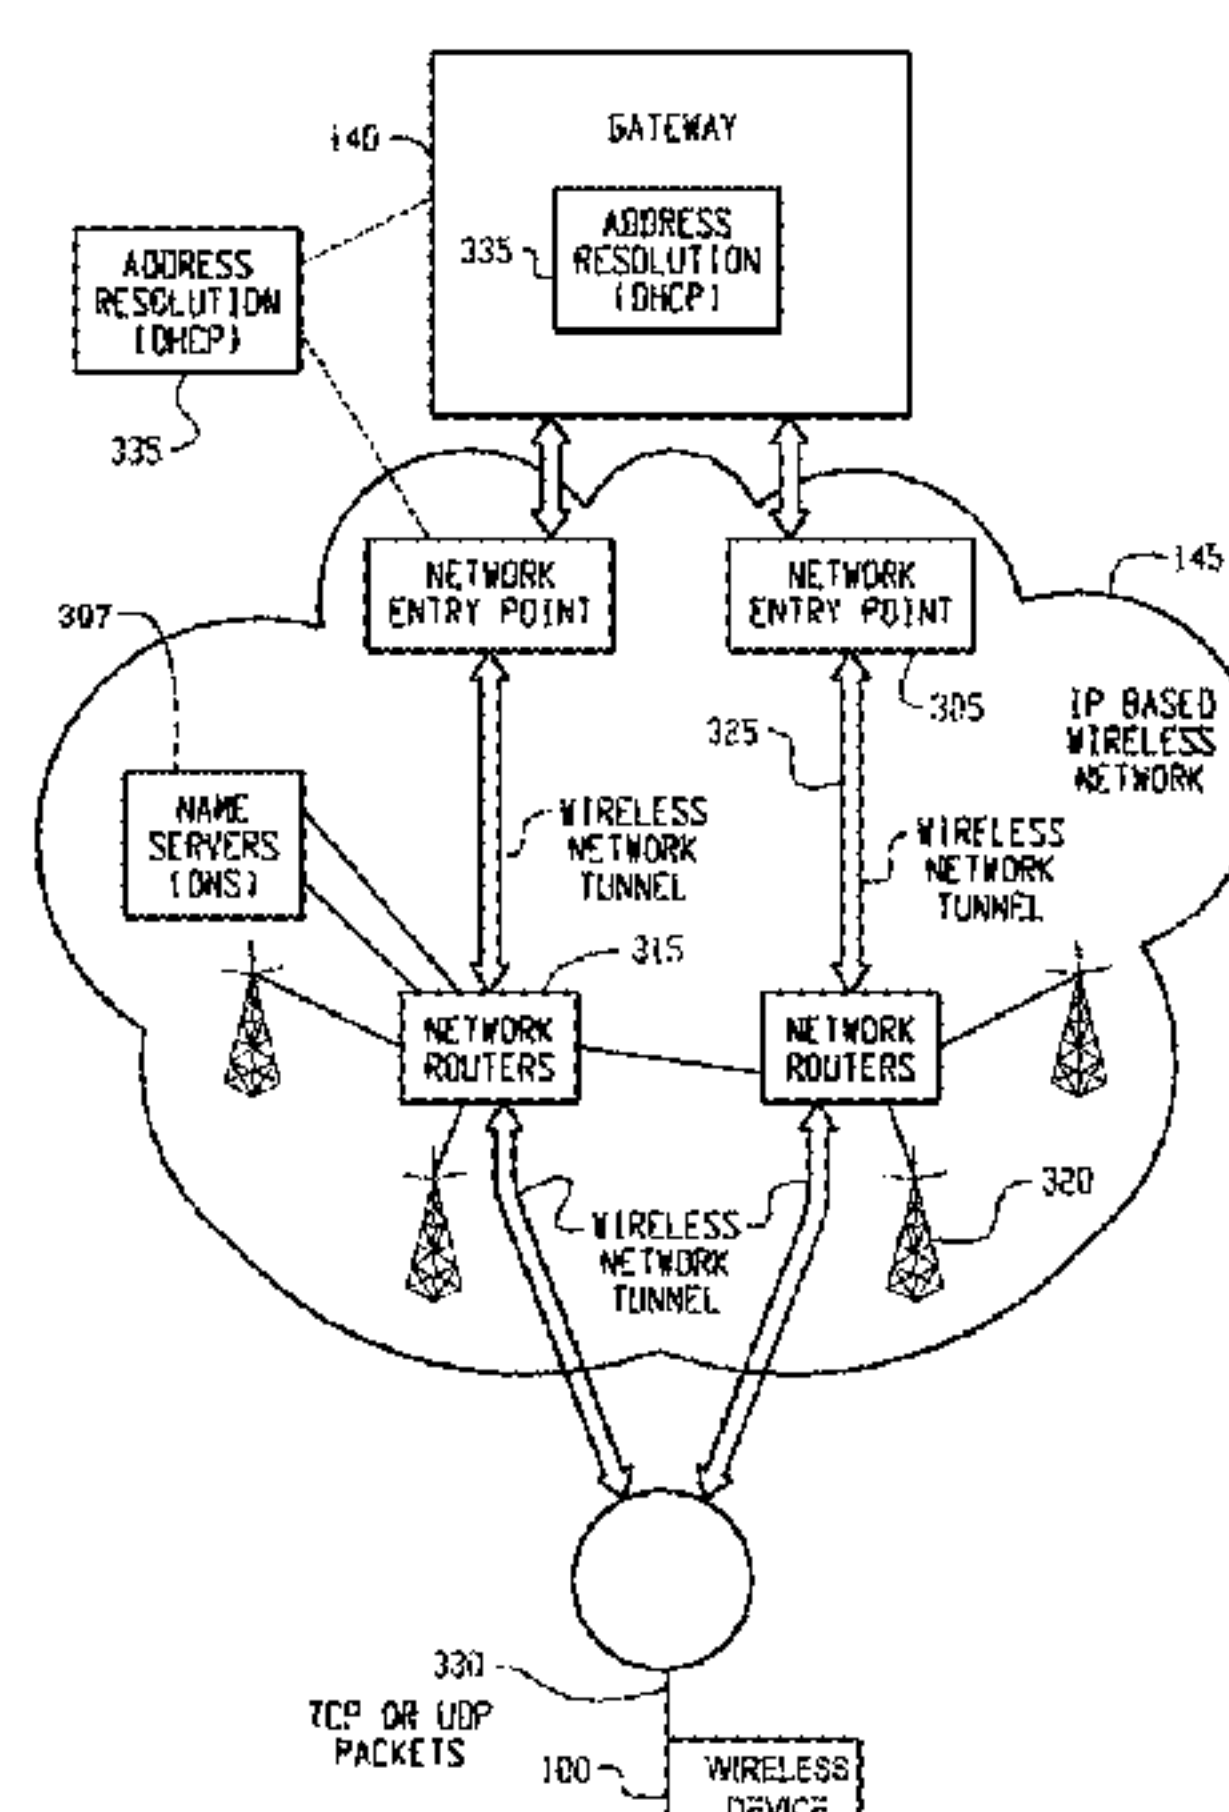 140
GATEWAY
335
ADDRESS
RESOLUTION
(DHCP)
ADDRESS
RESOLUTION
(DHCP)
335
NETWORK
ENTRY POINT
NETWORK
ENTRY POINT
145
307
305
325
IP BASED
WIRELESS
NETWORK
NAME
SERVERS
(DNS)
WIRELESS
NETWORK
TUNNEL
WIRELESS
NETWORK
TUNNEL
315
NETWORK
ROUTERS
NETWORK
ROUTERS
320
WIRELESS
NETWORK
TUNNEL
330
TCP OR UDP
PACKETS
100
WIRELESS
DEVICE